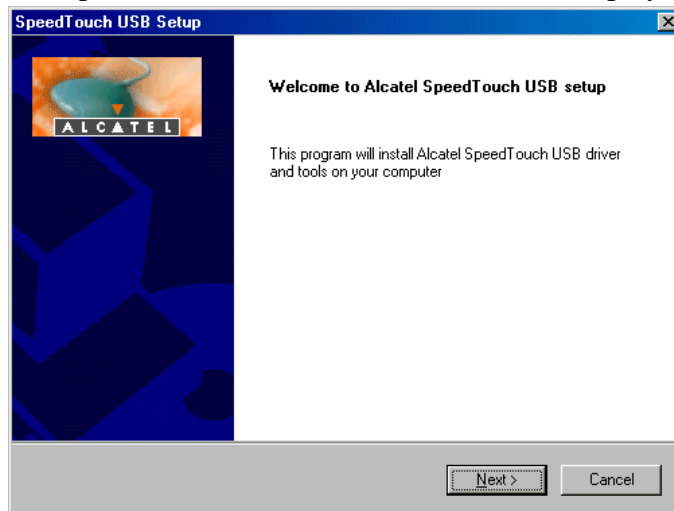 SpeedTouch USB Setup
ALCATEL
Welcome to Alcatel SpeedTouch USB setup
This program will install Alcatel SpeedTouch USB driver
and tools on your computer
Next >
Cancel